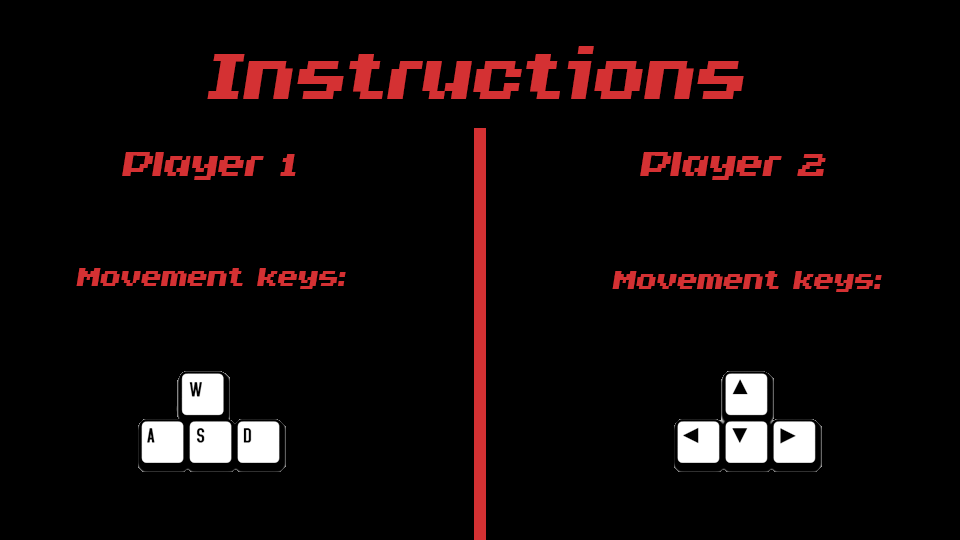 Instructions
Player 1
Movement keys:
W
A S D
Player 2
Movement keys:
▲
◀ ▼ ▶